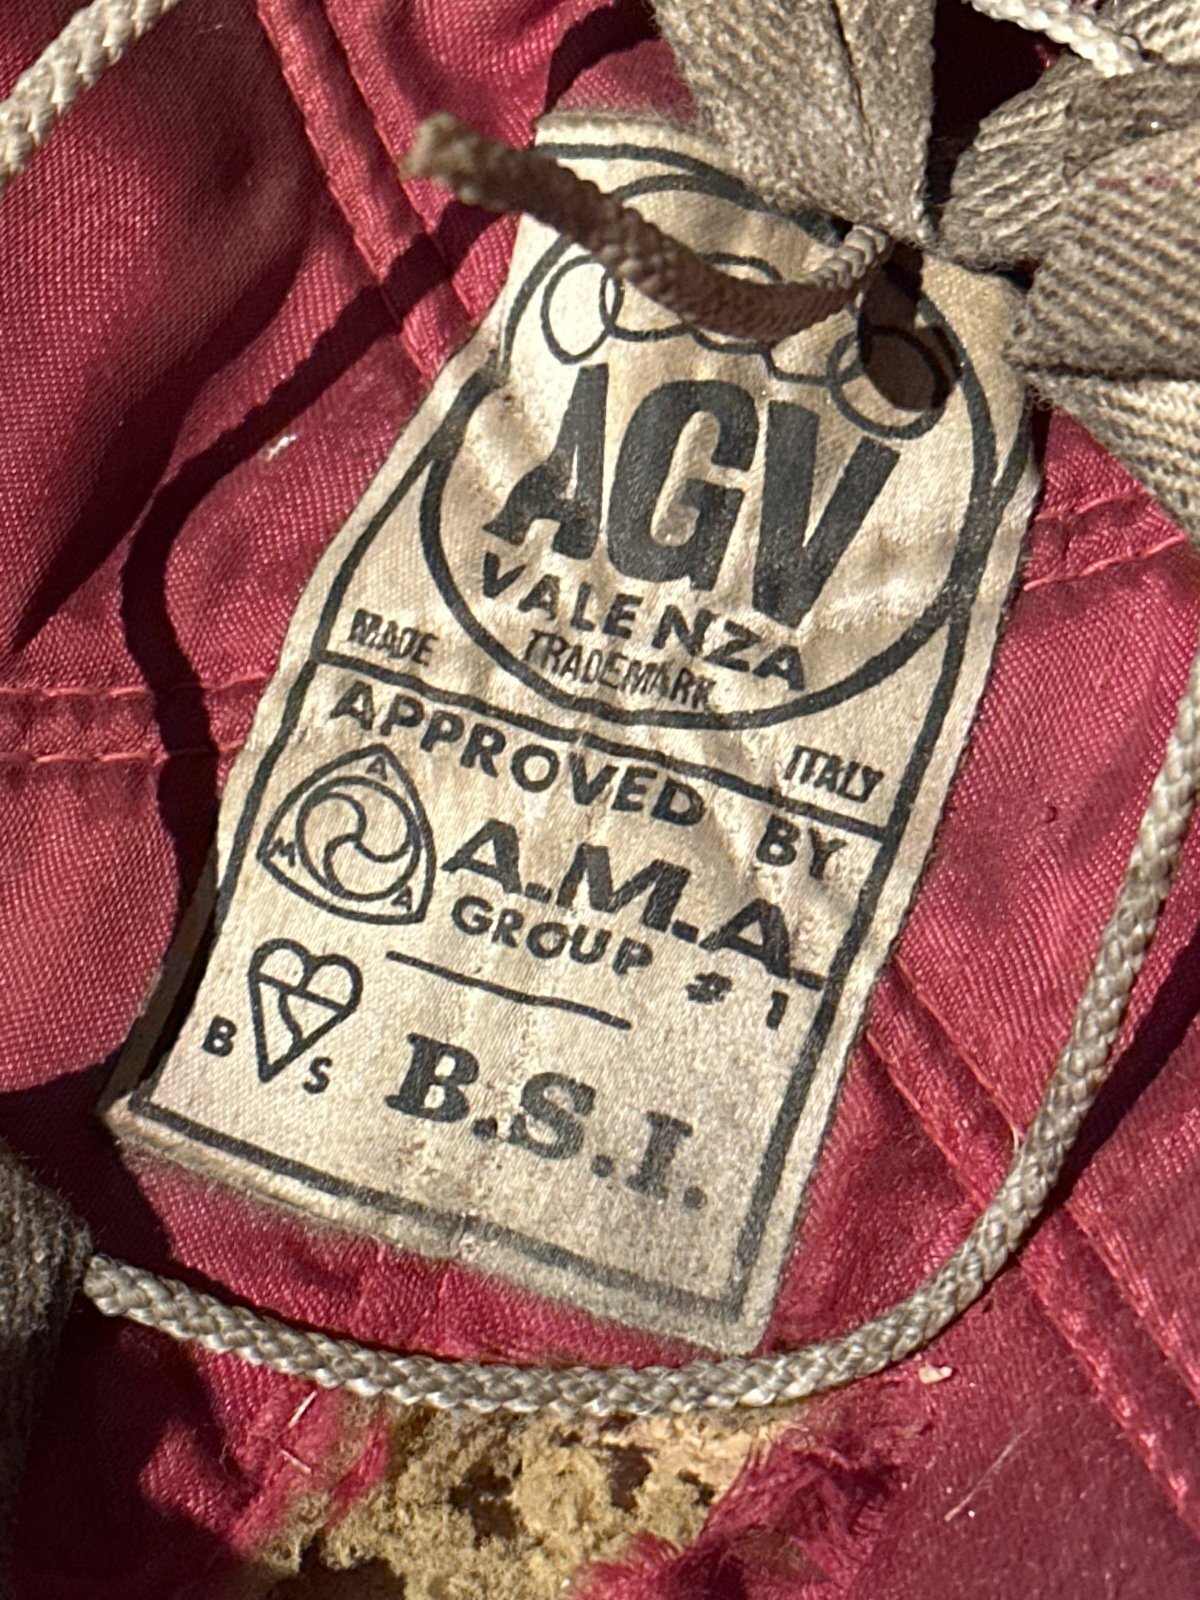 AGV
VALENZA
TRADEMARK
MADE
ITALY
APPROVED BY
A
M
A
A.M.A.
GROUP # 1
B
S
B.S.I.